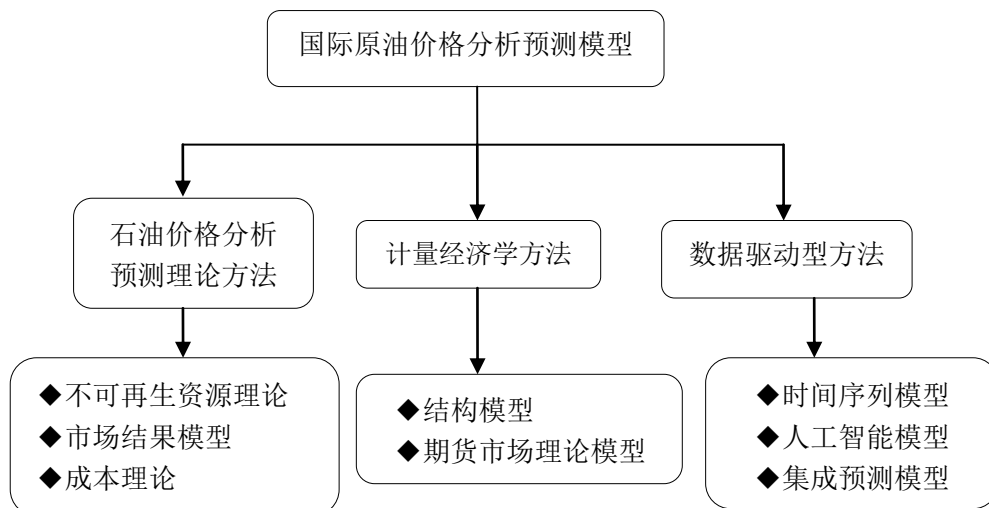 国际原油价格分析预测模型
石油价格分析
预测理论方法
计量经济学方法
数据驱动型方法
◆不可再生资源理论
◆市场结果模型
◆成本理论
◆结构模型
◆期货市场理论模型
◆时间序列模型
◆人工智能模型
◆集成预测模型